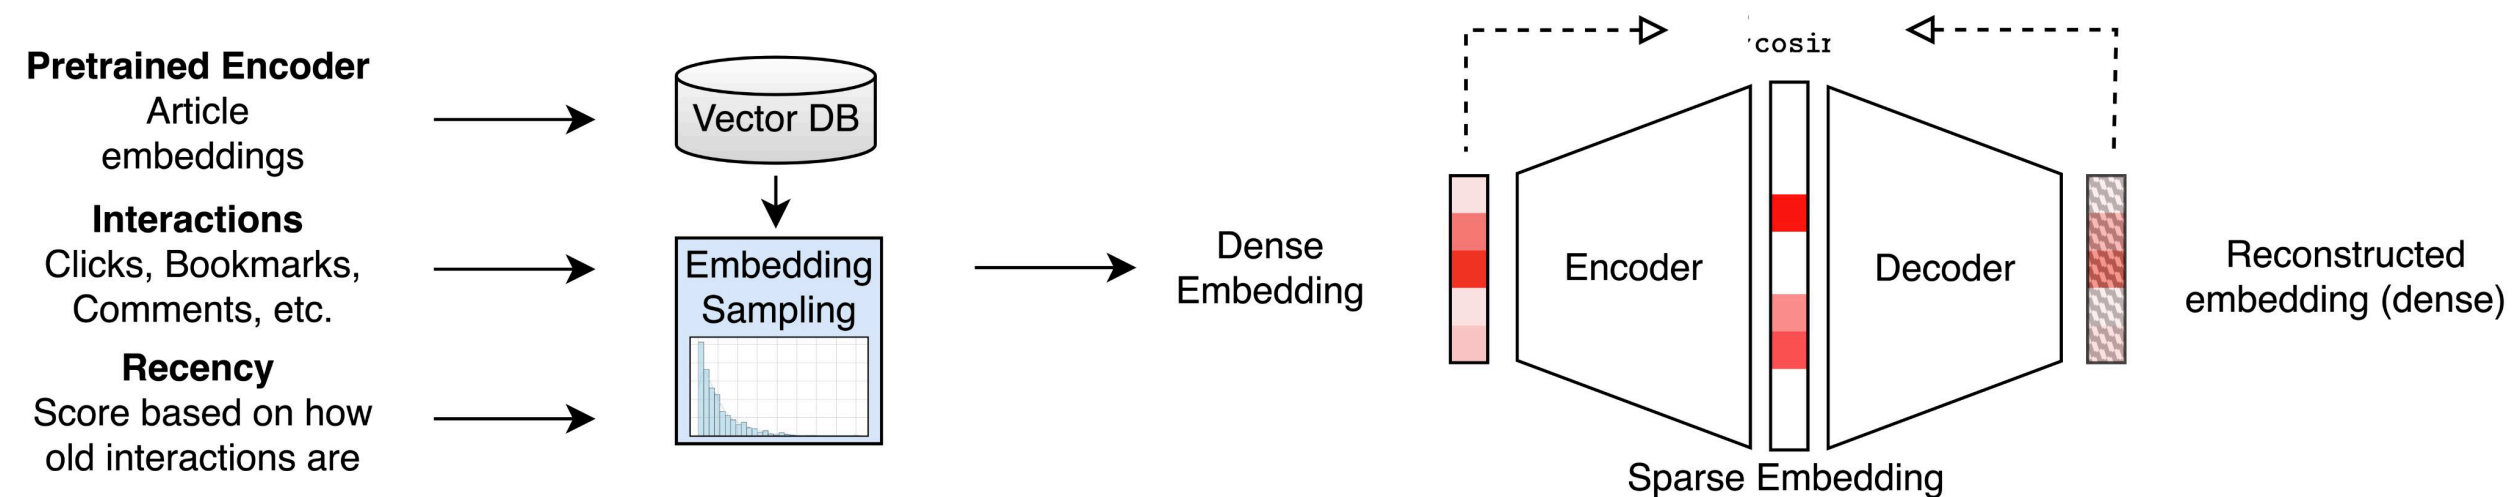 Pretrained Encoder
Article
embeddings
Interactions
Clicks, Bookmarks,
Comments, etc.
Recency
Score based on how
old interactions are
Vector DB
Embedding
Sampling
Dense
Embedding
Encoder
Decoder
Sparse Embedding
Reconstructed
embedding (dense)